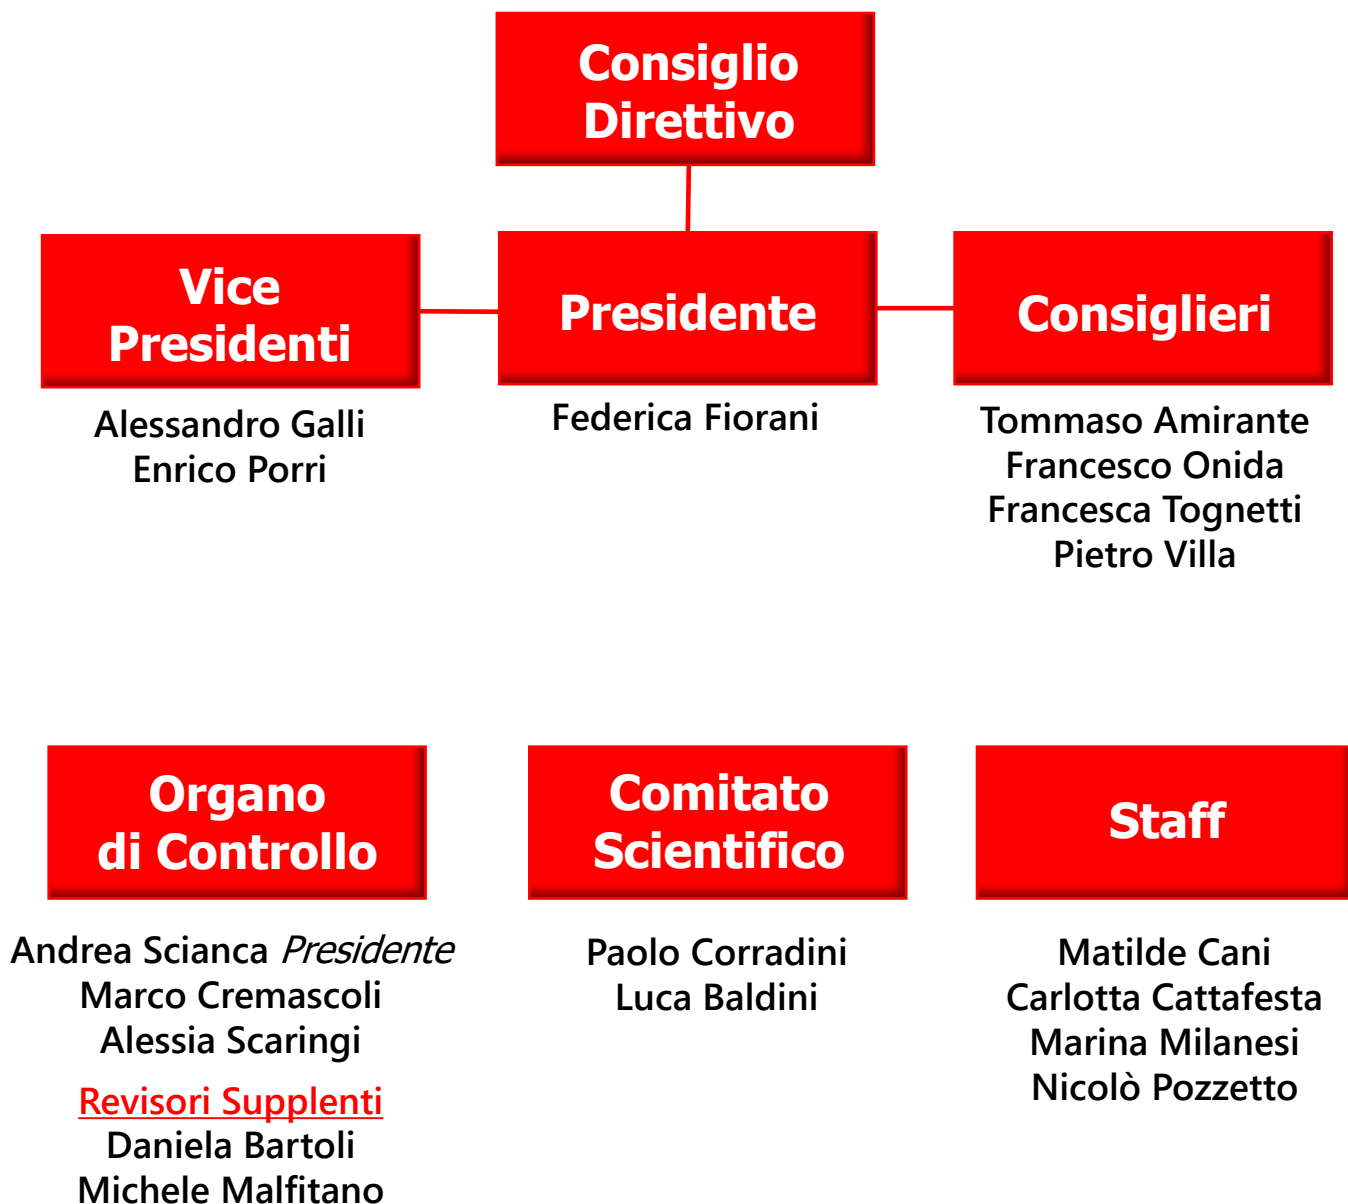 Consiglio
Direttivo
Vice
Presidenti
Alessandro Galli
Enrico Porri
Presidente
Federica Fiorani
Consiglieri
Tommaso Amirante
Francesco Onida
Francesca Tognetti
Pietro Villa
Organo
di Controllo
Andrea Scianca Presidente
Marco Cremascoli
Alessia Scaringi
Revisori Supplenti
Daniela Bartoli
Michele Malfitano
Comitato
Scientifico
Paolo Corradini
Luca Baldini
Staff
Matilde Cani
Carlotta Cattafesta
Marina Milanesi
Nicolò Pozzetto